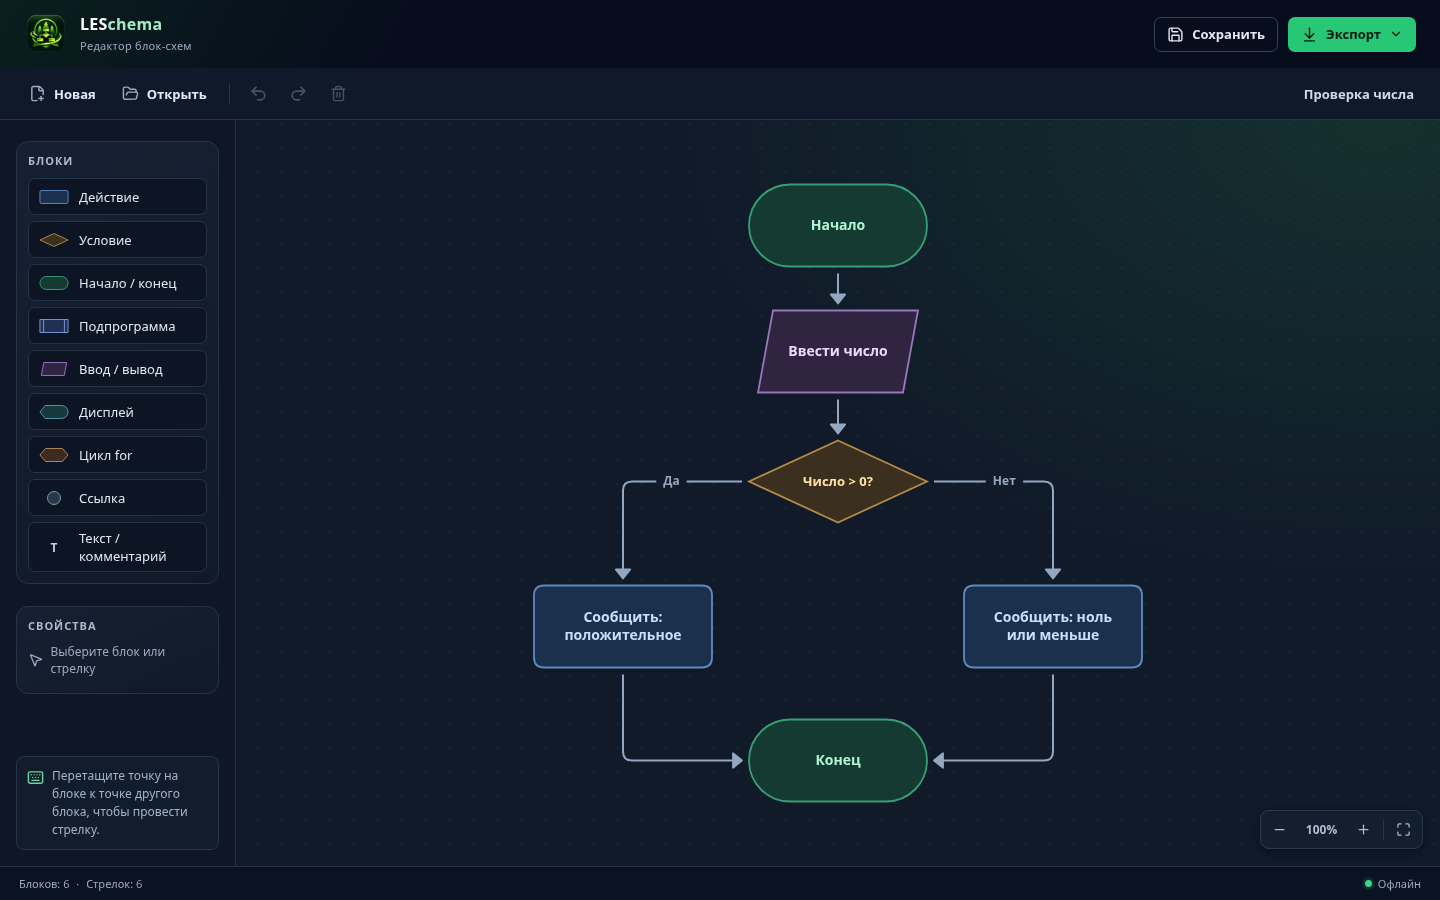 LESchema
Редактор блок-схем
Сохранить
Экспорт
Новая
Открыть
Проверка числа
БЛОКИ
Действие
Условие
Начало / конец
Подпрограмма
Ввод / вывод
Дисплей
Цикл for
Ссылка
T
Текст /
комментарий
СВОЙСТВА
Выберите блок или
стрелку
Перетащите точку на
блоке к точке другого
блока, чтобы провести
стрелку.
Начало
Ввести число
Число > 0?
Да
Нет
Сообщить:
положительное
Сообщить: ноль
или меньше
Конец
100%
Блоков: 6 · Стрелок: 6
Офлайн